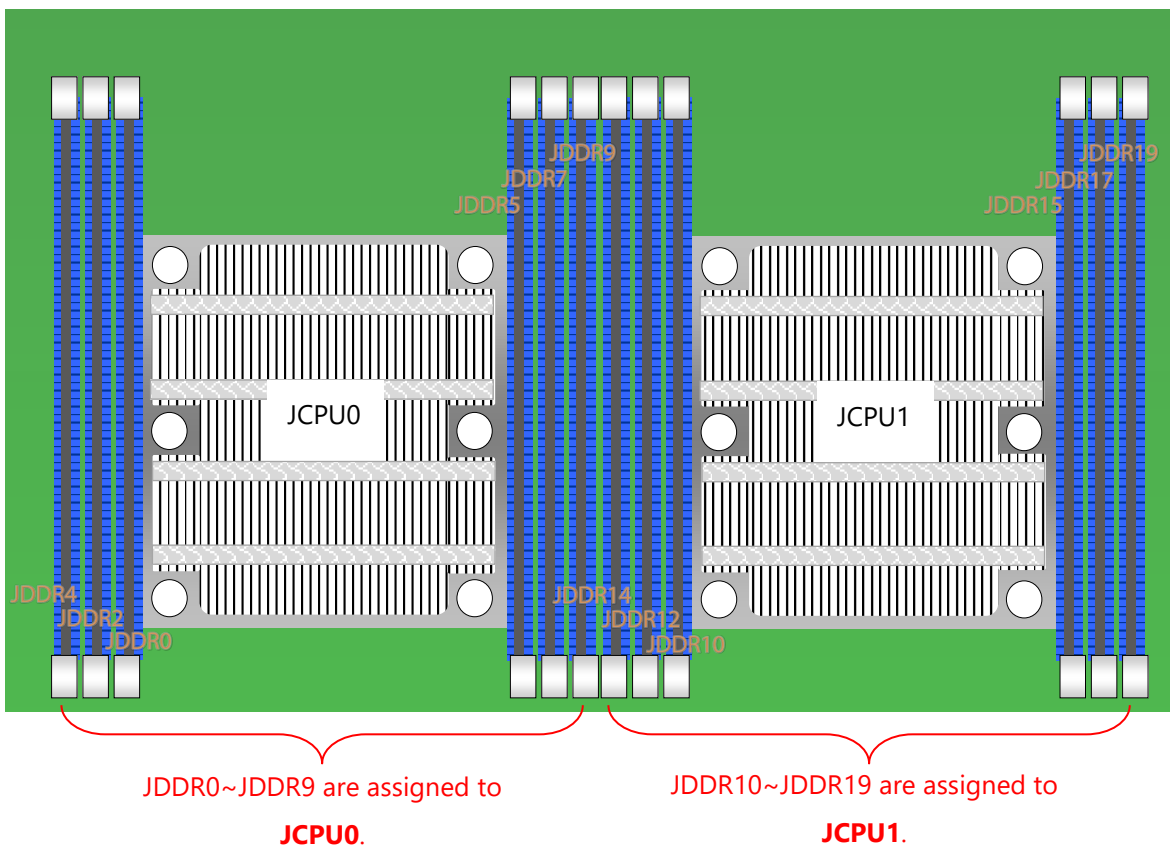 JDDR9
JDDR19
JDDR7
JDDR17
JDDR5
JDDR15
JCPU0
JCPU1
JDDR4
JDDR14
JDDR2
JDDR12
JDDR0
JDDR10
JDDR0~JDDR9 are assigned to
JCPU0.
JDDR10~JDDR19 are assigned to
JCPU1.